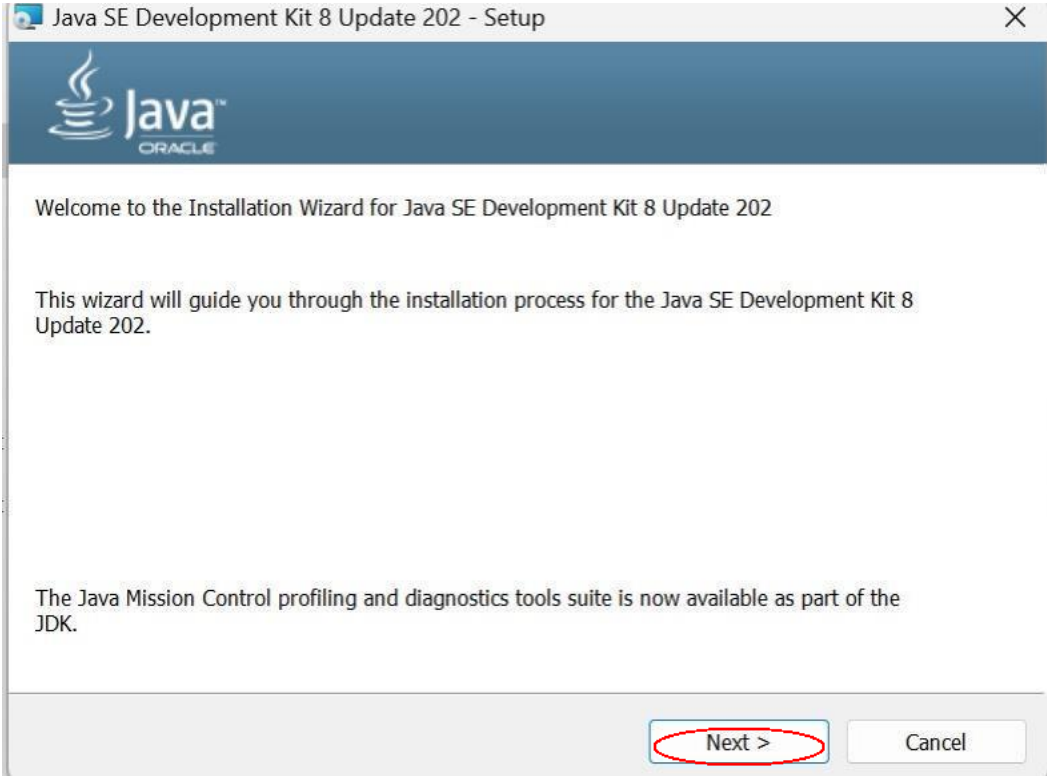 Java SE Development Kit 8 Update 202 - Setup
Java™
ORACLE
Welcome to the Installation Wizard for Java SE Development Kit 8 Update 202
This wizard will guide you through the installation process for the Java SE Development Kit 8
Update 202.
The Java Mission Control profiling and diagnostics tools suite is now available as part of the
JDK.
Next >
Cancel